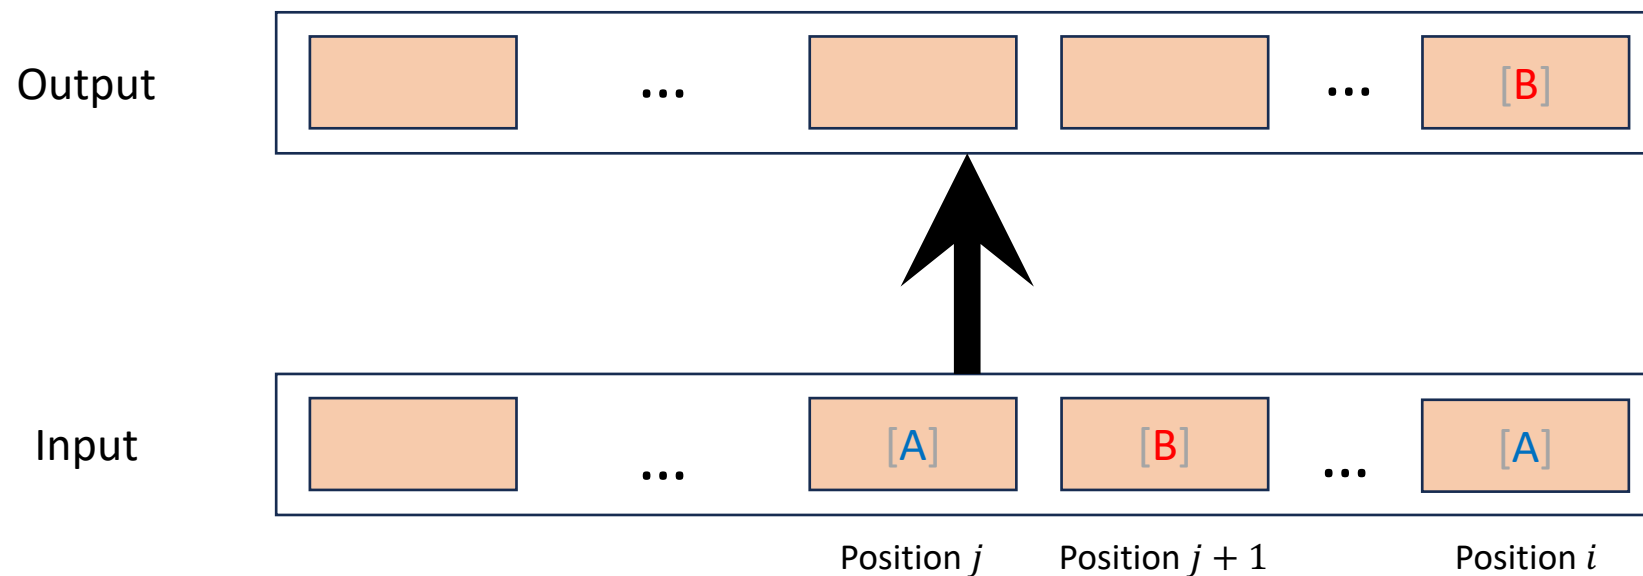 Output ... ... [B]
Input ... [A] [B] ... [A]
Position j Position j + 1 Position i